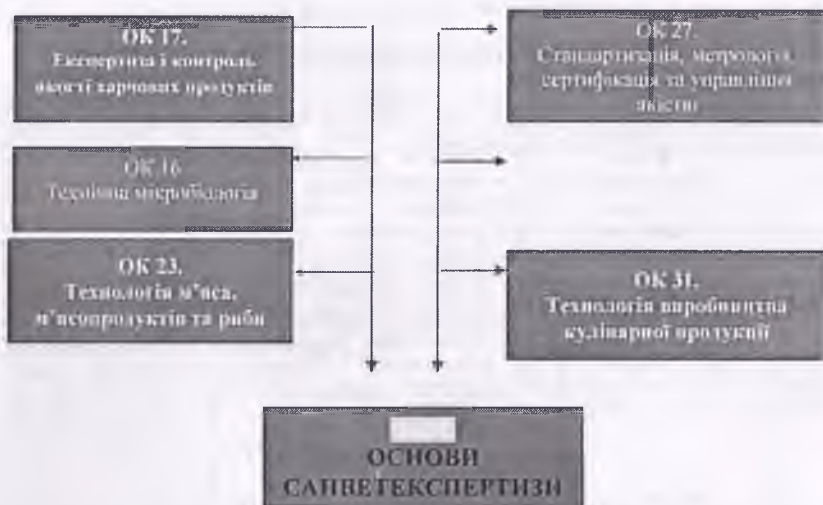 ОК 17.
Експертиза і контроль
якості харчових продуктів
ОК 16
Технічна мікробіологія
ОК 23.
Технологія м'яса,
м'ясопродуктів та риби
ОК 27.
Стандартизація, метрологія,
сертифікація та управління
якістю
ОК 31.
Технологія виробництва
кулінарної продукції
ОСНОВИ
САНВЕТЕКСПЕРТИЗИ